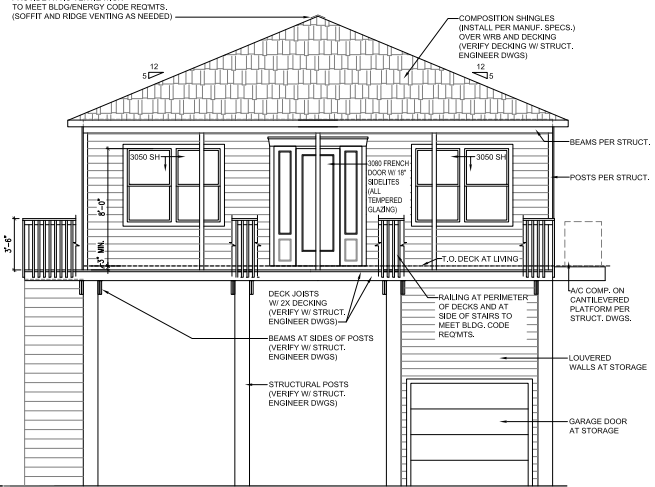 TO MEET BLDG/ENERGY CODE REQ'MTS.
(SOFFIT AND RIDGE VENTING AS NEEDED)
COMPOSITION SHINGLES
(INSTALL PER MANUF. SPECS.)
OVER WRB AND DECKING
(VERIFY DECKING W/ STRUCT.
ENGINEER DWGS)
12
5
12
5
BEAMS PER STRUCT.
3050 SH
3080 FRENCH
DOOR W/ 18"
SIDELITES
(ALL
TEMPERED
GLAZING)
3050 SH
POSTS PER STRUCT.
8'-0"
3'-6"
3" MIN.
T.O. DECK AT LIVING
DECK JOISTS
W/ 2X DECKING
(VERIFY W/ STRUCT.
ENGINEER DWGS)
RAILING AT PERIMETER
OF DECKS AND AT
SIDE OF STAIRS TO
MEET BLDG. CODE
REQ'MTS.
A/C COMP. ON
CANTILEVERED
PLATFORM PER
STRUCT. DWGS.
BEAMS AT SIDES OF POSTS
(VERIFY W/ STRUCT.
ENGINEER DWGS)
LOUVERED
WALLS AT STORAGE
STRUCTURAL POSTS
(VERIFY W/ STRUCT.
ENGINEER DWGS)
GARAGE DOOR
AT STORAGE